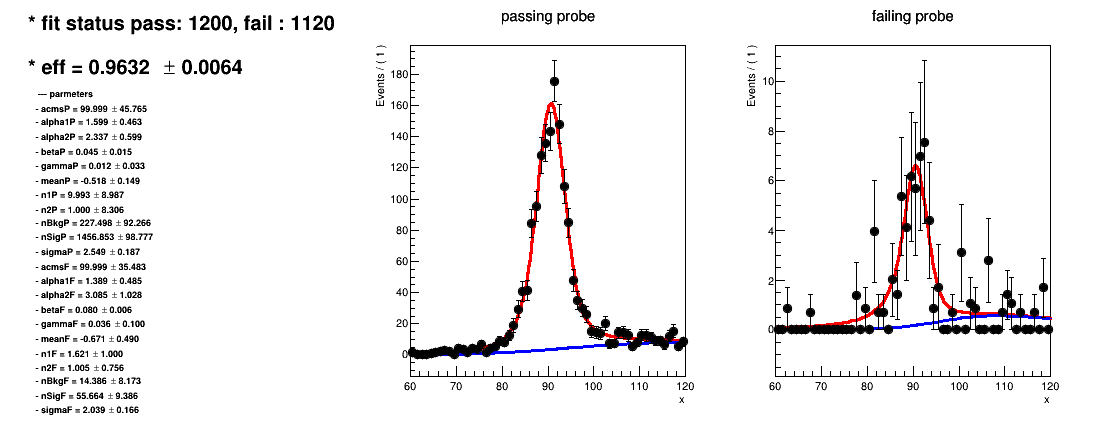 * fit status pass: 1200, fail : 1120
* eff = 0.9632 ± 0.0064
--- parmeters
- acmsP = 99.999 ± 45.765
- alpha1P = 1.599 ± 0.463
- alpha2P = 2.337 ± 0.599
- betaP = 0.045 ± 0.015
- gammaP = 0.012 ± 0.033
- meanP = -0.518 ± 0.149
- n1P = 9.993 ± 8.987
- n2P = 1.000 ± 8.306
- nBkgP = 227.498 ± 92.266
- nSigP = 1456.853 ± 98.777
- sigmaP = 2.549 ± 0.187
- acmsF = 99.999 ± 35.483
- alpha1F = 1.389 ± 0.485
- alpha2F = 3.085 ± 1.028
- betaF = 0.080 ± 0.006
- gammaF = 0.036 ± 0.100
- meanF = -0.671 ± 0.490
- n1F = 1.621 ± 1.000
- n2F = 1.005 ± 0.756
- nBkgF = 14.386 ± 8.173
- nSigF = 55.664 ± 9.386
- sigmaF = 2.039 ± 0.166
passing probe
Events / ( 1 )
180
160
140
120
100
80
60
40
20
0
60 70 80 90 100 110 120
x
failing probe
Events / ( 1 )
10
8
6
4
2
0
60 70 80 90 100 110 120
x